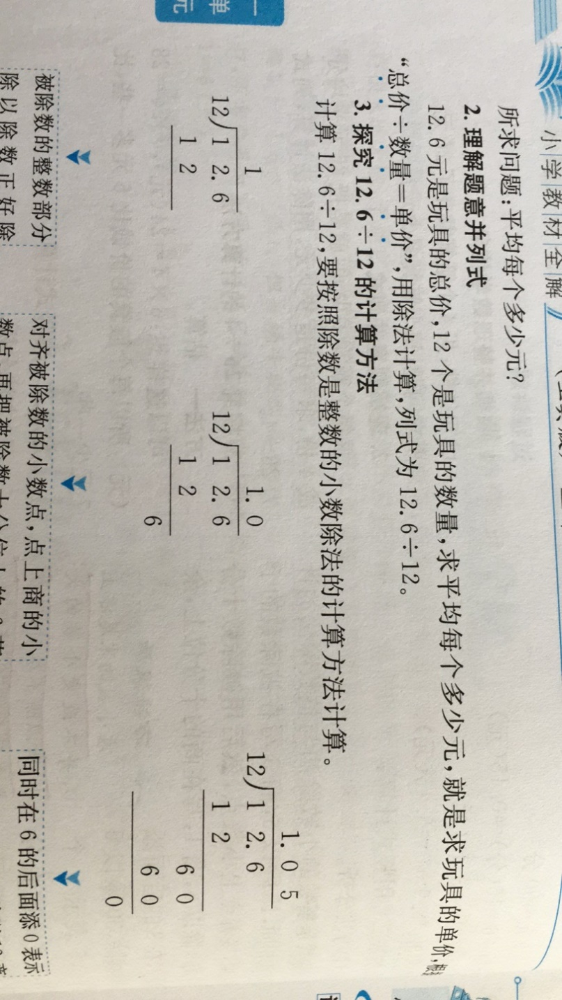 小学教材全解
所求问题:平均每个多少元?
2. 理解题意并列式
12.6元是玩具的总价,12个是玩具的数量,求平均每个多少元,就是求玩具的单价,
“总价÷数量=单价”,用除法计算,列式为12.6÷12。
3. 探究12.6÷12的计算方法
计算12.6÷12,要按照除数是整数的小数除法的计算方法计算。
1
12)12.6
12
1.0
12)12.6
12
6
1.05
12)12.6
12
60
60
0
被除数的整数部分
除以除数正好除
对齐被除数的小数点,点上商的小
同时在6的后面添0表示
单
元